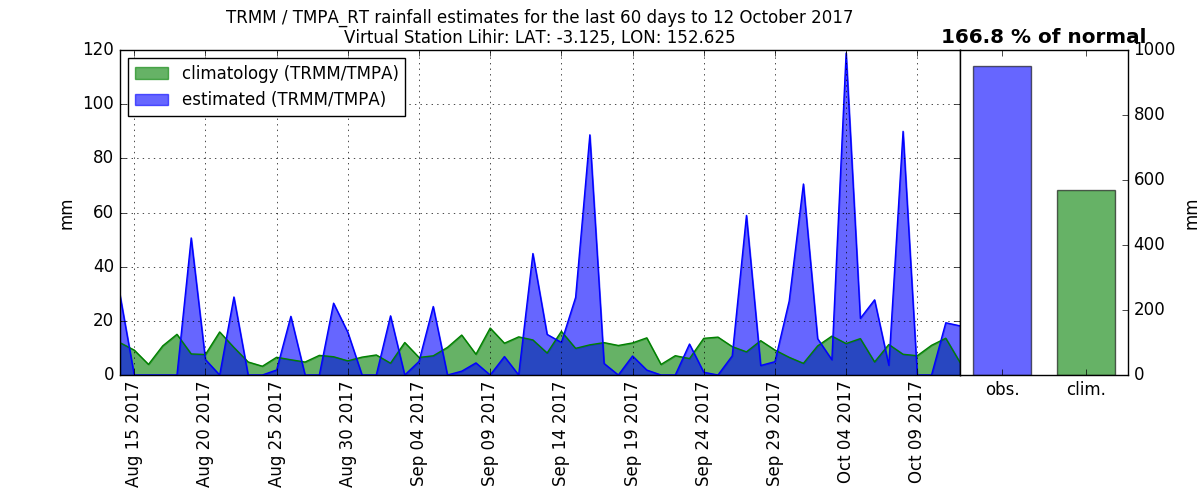 TRMM / TMPA_RT rainfall estimates for the last 60 days to 12 October 2017
Virtual Station Lihir: LAT: -3.125, LON: 152.625
166.8 % of normal
climatology (TRMM/TMPA)
estimated (TRMM/TMPA)
120
100
80
60
40
20
0
mm
Aug 15 2017
Aug 20 2017
Aug 25 2017
Aug 30 2017
Sep 04 2017
Sep 09 2017
Sep 14 2017
Sep 19 2017
Sep 24 2017
Sep 29 2017
Oct 04 2017
Oct 09 2017
1000
800
600
400
200
0
mm
obs.
clim.